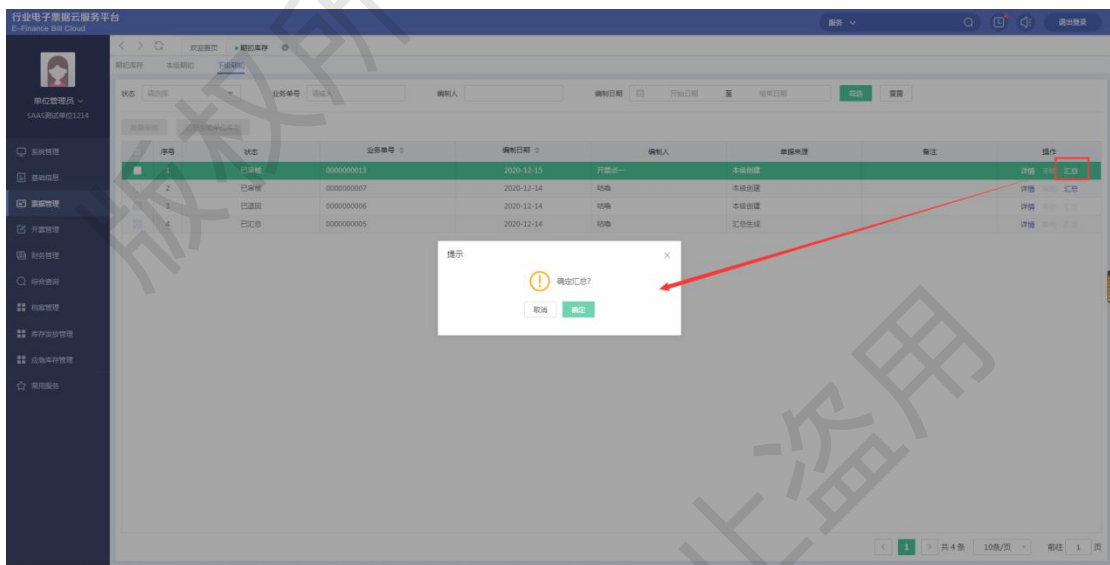 行业电子票据云服务平台
E-Finance Bill Cloud
服务
退出登录
欢迎首页 期初库存
期初库存 本级期初 下级期初
单位管理员
SAAS测试单位1214
状态 请选择 业务单号 请输入 编制人 编制日期 开始日期 至 结束日期 筛选 重置
序号 状态 业务单号 编制日期 编制人 单据来源 备注 操作
1 已审核 0000000013 2020-12-15 开票点一 本级创建 详情 汇总
2 已审核 0000000007 2020-12-14 本级创建 详情 汇总
3 已退回 0000000006 2020-12-14 本级创建 详情 汇总
4 已汇总 0000000005 2020-12-14 汇总生成 详情 汇总
系统管理
基础信息
票据管理
开票管理
财务管理
综合查询
档案管理
库存发放管理
应急库存管理
常用服务
提示
确定汇总?
取消 确定
共 4 条 10条/页 前往 1 页
版权所
止盗用